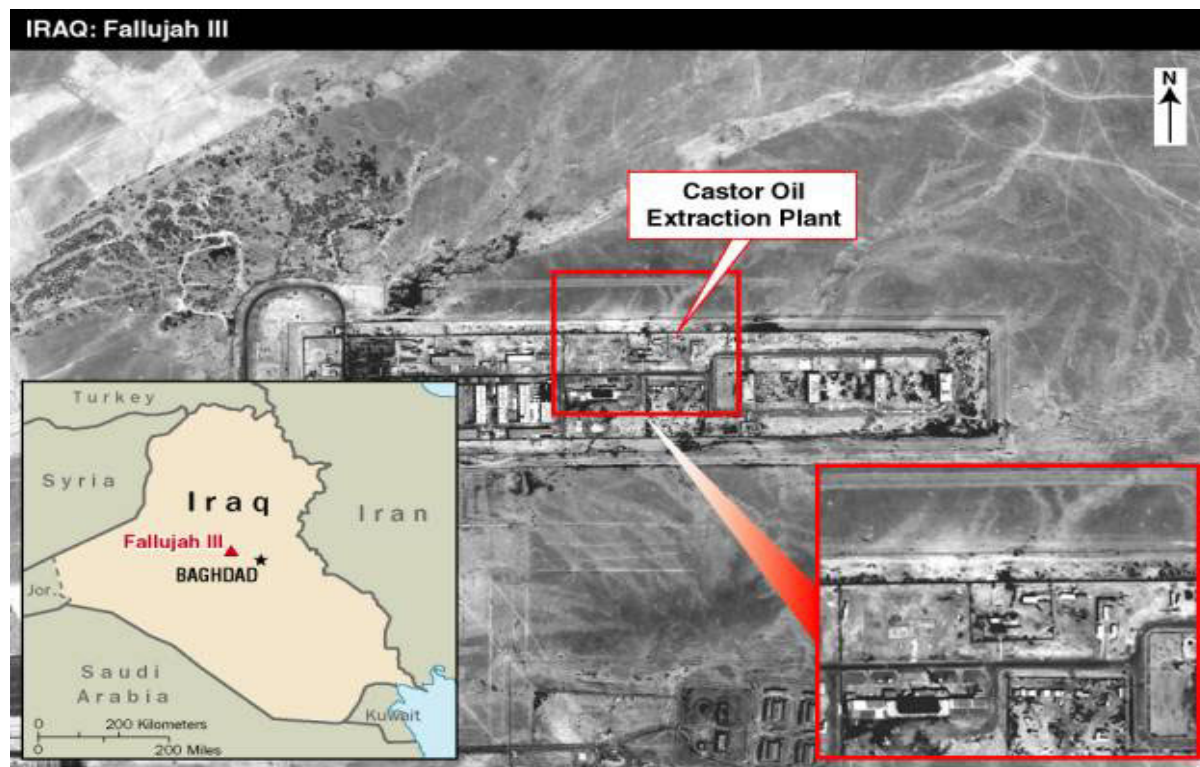 IRAQ: Fallujah III
N
Castor Oil
Extraction Plant
Turkey
Syria
Iraq
Iran
Fallujah III
BAGHDAD
Jor.
Saudi
Arabia
Kuwait
0 200 Kilometers
0 200 Miles